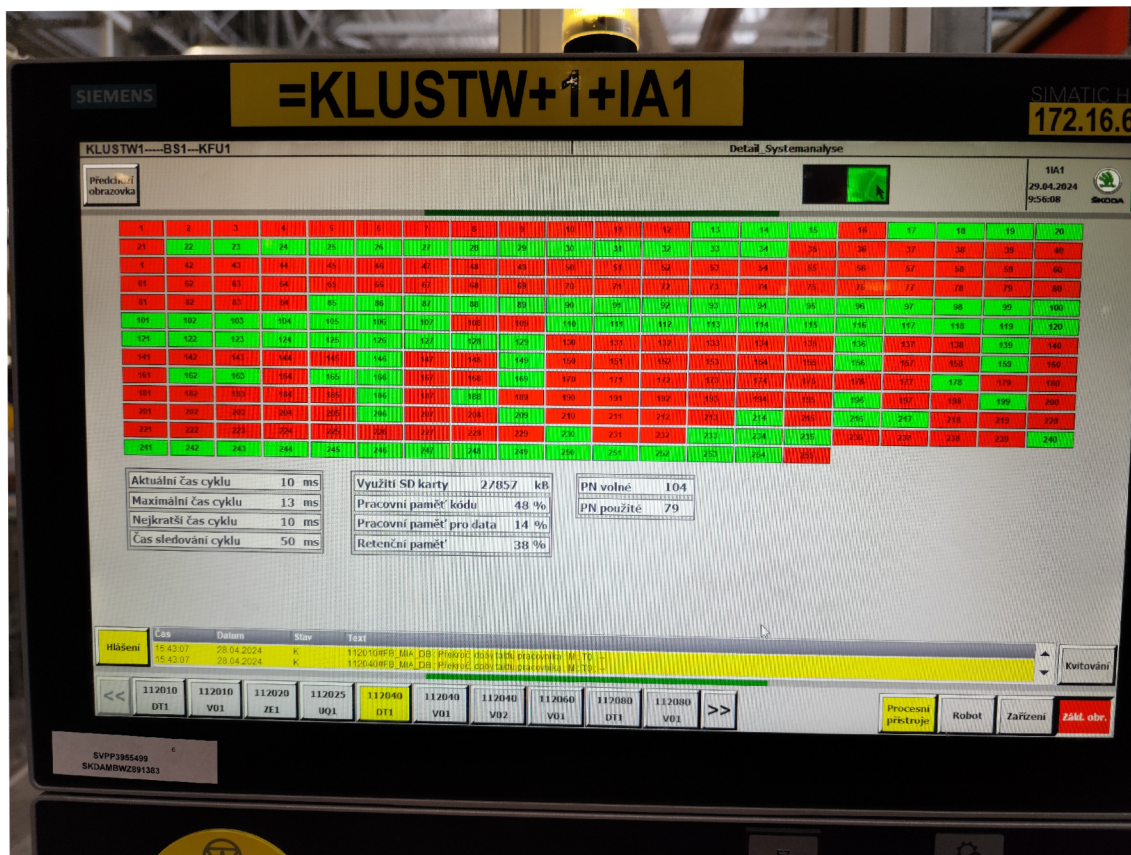 SIEMENS
=KLUSTW+1+IA1
SIMATIC H
172.16.6
KLUSTW1-----BS1---KFU1
Detail_Systemanalyse
Předchozí
obrazovka
1IA1
29.04.2024
9:56:08
ŠKODA
1 2 3 4 5 6 7 8 9 10 11 12 13 14 15 16 17 18 19 20
21 22 23 24 25 26 27 28 29 30 31 32 33 34 35 36 37 38 39 40
1 42 43 44 45 46 47 48 49 50 51 52 53 54 55 56 57 58 59 60
61 62 63 64 65 66 67 68 69 70 71 72 73 74 75 76 77 78 79 80
81 82 83 84 85 86 87 88 89 90 91 92 93 94 95 96 97 98 99 100
101 102 103 104 105 106 107 108 109 110 111 112 113 114 115 116 117 118 119 120
121 122 123 124 125 126 127 128 129 130 131 132 133 134 135 136 137 138 139 140
141 142 143 144 145 146 147 148 149 150 151 152 153 154 155 156 157 158 159 160
161 162 163 164 165 166 167 168 169 170 171 172 173 174 175 176 177 178 179 180
181 182 183 184 185 186 187 188 189 190 191 192 193 194 195 196 197 198 199 200
201 202 203 204 205 206 207 208 209 210 211 212 213 214 215 216 217 218 219 220
221 222 223 224 225 226 227 228 229 230 231 232 233 234 235 236 237 238 239 240
241 242 243 244 245 246 247 248 249 250 251 252 253 254 255
Aktuální čas cyklu 10 ms
Maximální čas cyklu 13 ms
Nejkratší čas cyklu 10 ms
Čas sledování cyklu 50 ms
Využití SD karty 27857 kB
Pracovní paměť kódu 48 %
Pracovní paměť pro data 14 %
Retenční paměť 38 %
PN volné 104
PN použité 79
Hlášení
Čas Datum Stav Text
15:43:07 28.04.2024 K 112010#FB_MIA_DB: Překroč. doby taktu pracovníka
15:43:07 28.04.2024 K 112040#FB_MIA_DB: Překroč. doby taktu pracovníka
Kvitování
<<
112010
DT1
112010
V01
112020
ZE1
112025
UQ1
112040
DT1
112040
V01
112040
V02
112060
V01
112080
DT1
112080
V01
>>
Procesní
přístroje
Robot
Zařízení
Zákl. obr.
SVPP3955499
SKDAMBWZ891383